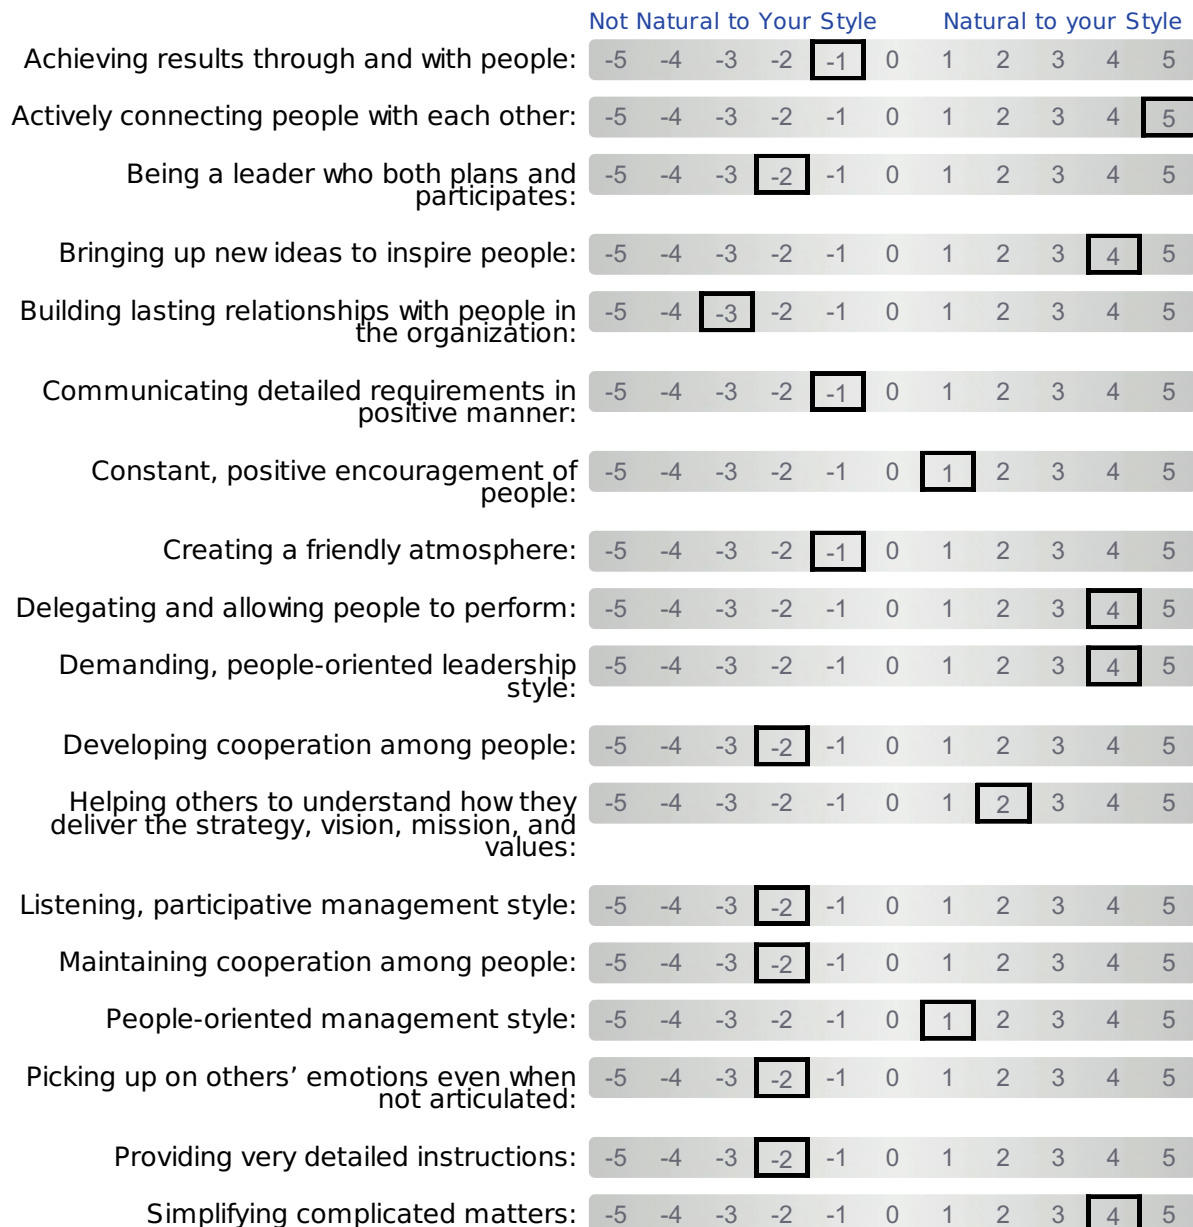 Not Natural to Your Style Natural to your Style
Achieving results through and with people: -5 -4 -3 -2 -1 0 1 2 3 4 5
Actively connecting people with each other: -5 -4 -3 -2 -1 0 1 2 3 4 5
Being a leader who both plans and
participates: -5 -4 -3 -2 -1 0 1 2 3 4 5
Bringing up new ideas to inspire people: -5 -4 -3 -2 -1 0 1 2 3 4 5
Building lasting relationships with people in
the organization: -5 -4 -3 -2 -1 0 1 2 3 4 5
Communicating detailed requirements in
positive manner: -5 -4 -3 -2 -1 0 1 2 3 4 5
Constant, positive encouragement of
people: -5 -4 -3 -2 -1 0 1 2 3 4 5
Creating a friendly atmosphere: -5 -4 -3 -2 -1 0 1 2 3 4 5
Delegating and allowing people to perform: -5 -4 -3 -2 -1 0 1 2 3 4 5
Demanding, people-oriented leadership
style: -5 -4 -3 -2 -1 0 1 2 3 4 5
Developing cooperation among people: -5 -4 -3 -2 -1 0 1 2 3 4 5
Helping others to understand how they
deliver the strategy, vision, mission, and
values: -5 -4 -3 -2 -1 0 1 2 3 4 5
Listening, participative management style: -5 -4 -3 -2 -1 0 1 2 3 4 5
Maintaining cooperation among people: -5 -4 -3 -2 -1 0 1 2 3 4 5
People-oriented management style: -5 -4 -3 -2 -1 0 1 2 3 4 5
Picking up on others’ emotions even when
not articulated: -5 -4 -3 -2 -1 0 1 2 3 4 5
Providing very detailed instructions: -5 -4 -3 -2 -1 0 1 2 3 4 5
Simplifying complicated matters: -5 -4 -3 -2 -1 0 1 2 3 4 5